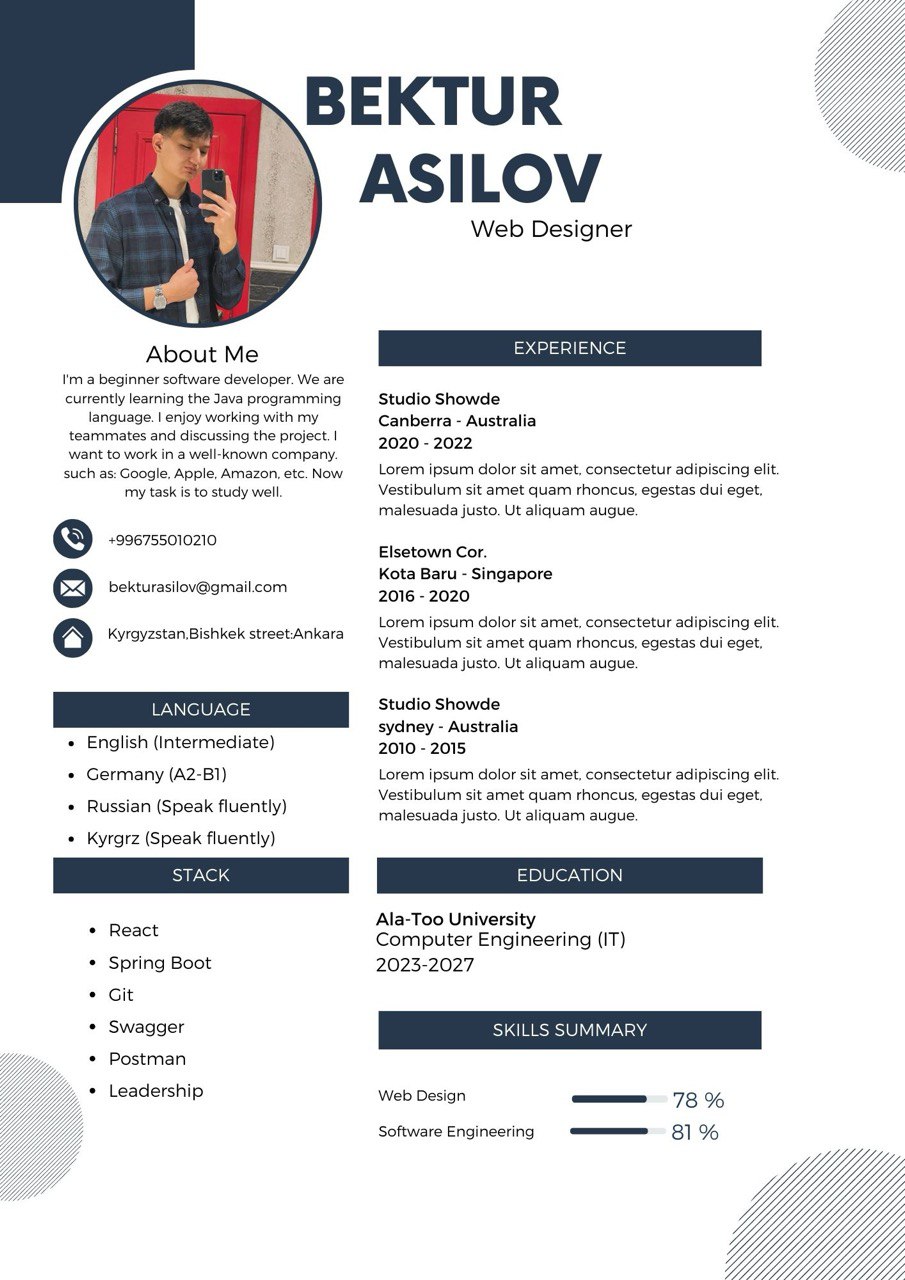 BEKTUR
ASILOV
Web Designer
About Me
I'm a beginner software developer. We are
currently learning the Java programming
language. I enjoy working with my
teammates and discussing the project. I
want to work in a well-known company.
such as: Google, Apple, Amazon, etc. Now
my task is to study well.
+996755010210
bekturasilov@gmail.com
Kyrgyzstan,Bishkek street:Ankara
LANGUAGE
English (Intermediate)
Germany (A2-B1)
Russian (Speak fluently)
Kyrgrz (Speak fluently)
STACK
React
Spring Boot
Git
Swagger
Postman
Leadership
EXPERIENCE
Studio Showde
Canberra - Australia
2020 - 2022
Lorem ipsum dolor sit amet, consectetur adipiscing elit.
Vestibulum sit amet quam rhoncus, egestas dui eget,
malesuada justo. Ut aliquam augue.
Elsetown Cor.
Kota Baru - Singapore
2016 - 2020
Lorem ipsum dolor sit amet, consectetur adipiscing elit.
Vestibulum sit amet quam rhoncus, egestas dui eget,
malesuada justo. Ut aliquam augue.
Studio Showde
sydney - Australia
2010 - 2015
Lorem ipsum dolor sit amet, consectetur adipiscing elit.
Vestibulum sit amet quam rhoncus, egestas dui eget,
malesuada justo. Ut aliquam augue.
EDUCATION
Ala-Too University
Computer Engineering (IT)
2023-2027
SKILLS SUMMARY
Web Design 78 %
Software Engineering 81 %